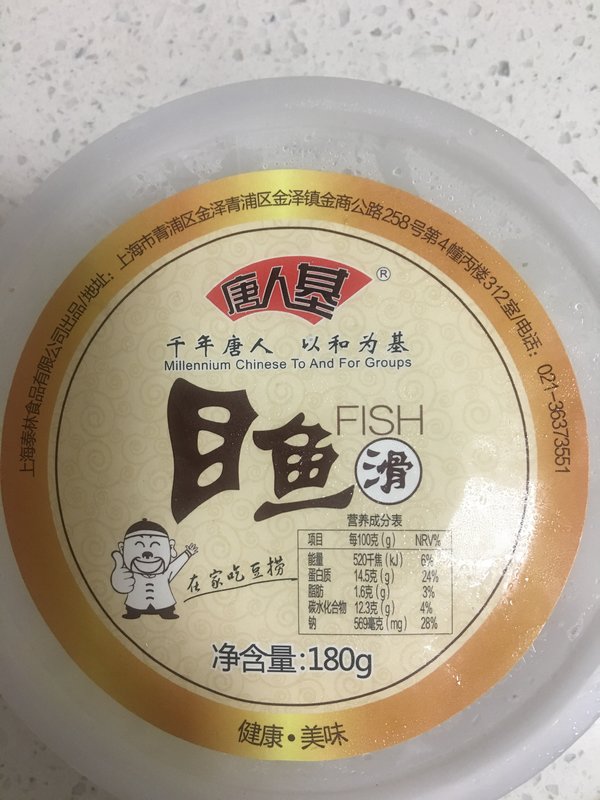 上海泰林食品有限公司出品/地址：上海市青浦区金泽青浦区金泽镇金商公路258号第4幢丙楼312室/电话：021-36373551
唐人基®
千年唐人 以和为基
Millennium Chinese To And For Groups
目鱼滑
FISH
营养成分表
项目 每100克(g) NRV%
能量 520千焦(kJ) 6%
蛋白质 14.5克(g) 24%
脂肪 1.6克(g) 3%
碳水化合物 12.3克(g) 4%
钠 569毫克(mg) 28%
在家吃豆捞
净含量：180g
健康·美味